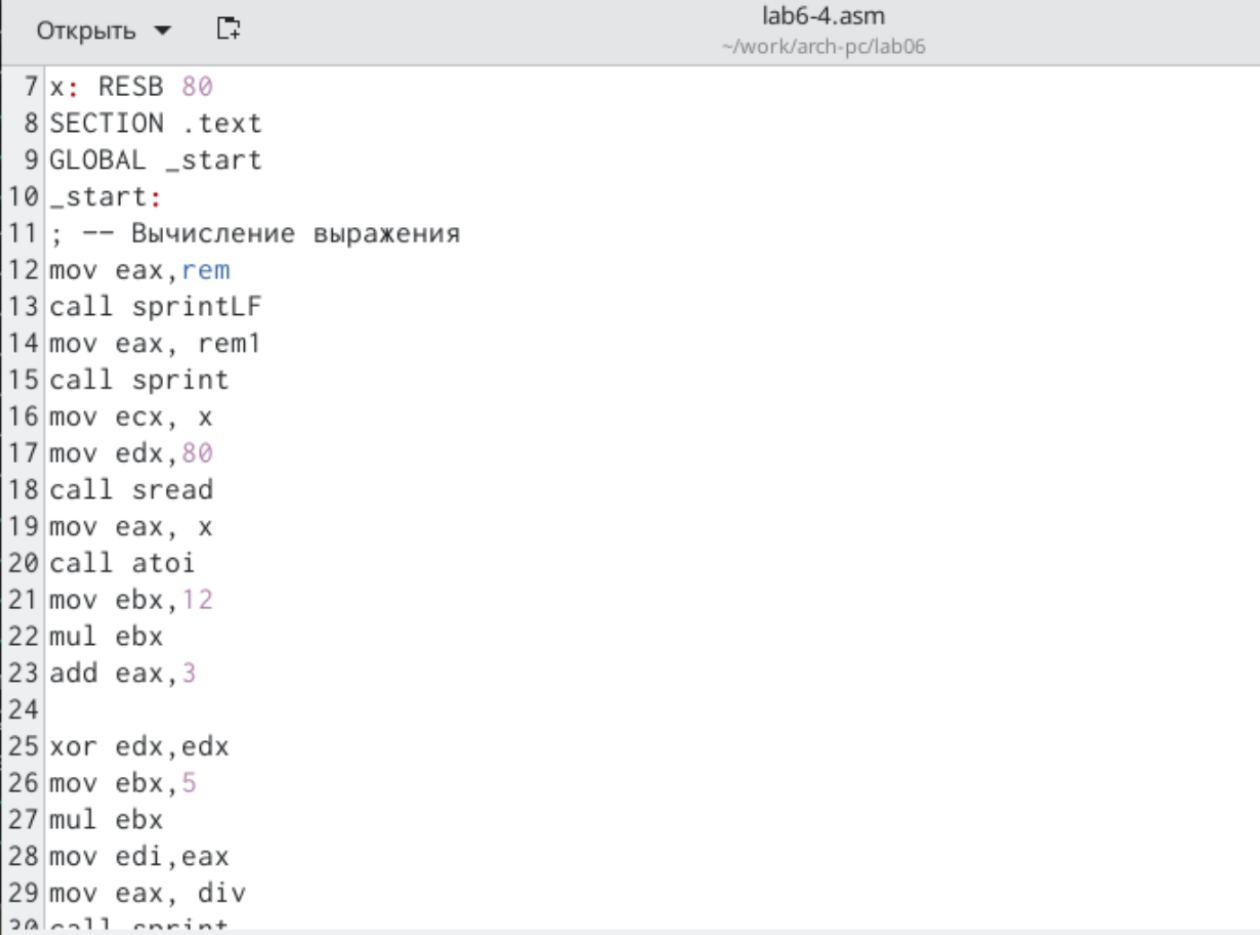 Открыть
lab6-4.asm
~/work/arch-pc/lab06
7 x: RESB 80
8 SECTION .text
9 GLOBAL _start
10 _start:
11 ; -- Вычисление выражения
12 mov eax,rem
13 call sprintLF
14 mov eax, rem1
15 call sprint
16 mov ecx, x
17 mov edx,80
18 call sread
19 mov eax, x
20 call atoi
21 mov ebx,12
22 mul ebx
23 add eax,3
24
25 xor edx,edx
26 mov ebx,5
27 mul ebx
28 mov edi,eax
29 mov eax, div
30 call sprint